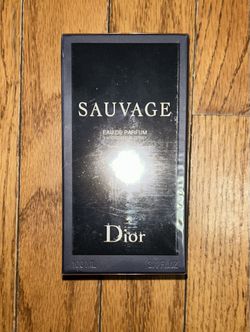 SAUVAGE
EAU DE PARFUM
Dior
100 ML